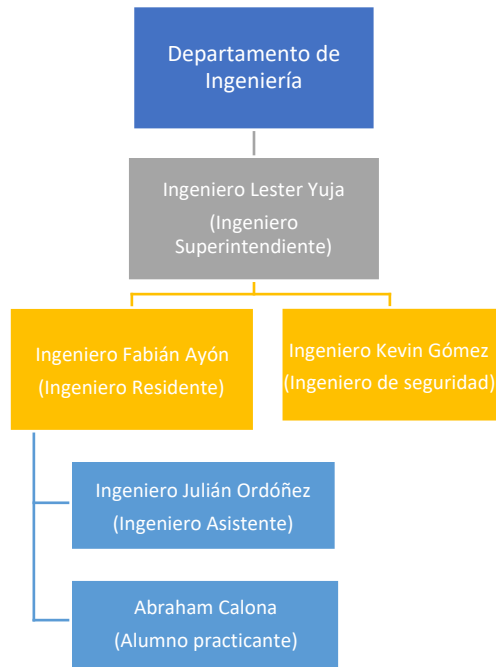 Departamento de
Ingeniería
Ingeniero Lester Yuja
(Ingeniero
Superintendiente)
Ingeniero Fabián Ayón
(Ingeniero Residente)
Ingeniero Kevin Gómez
(Ingeniero de seguridad)
Ingeniero Julián Ordóñez
(Ingeniero Asistente)
Abraham Calona
(Alumno practicante)